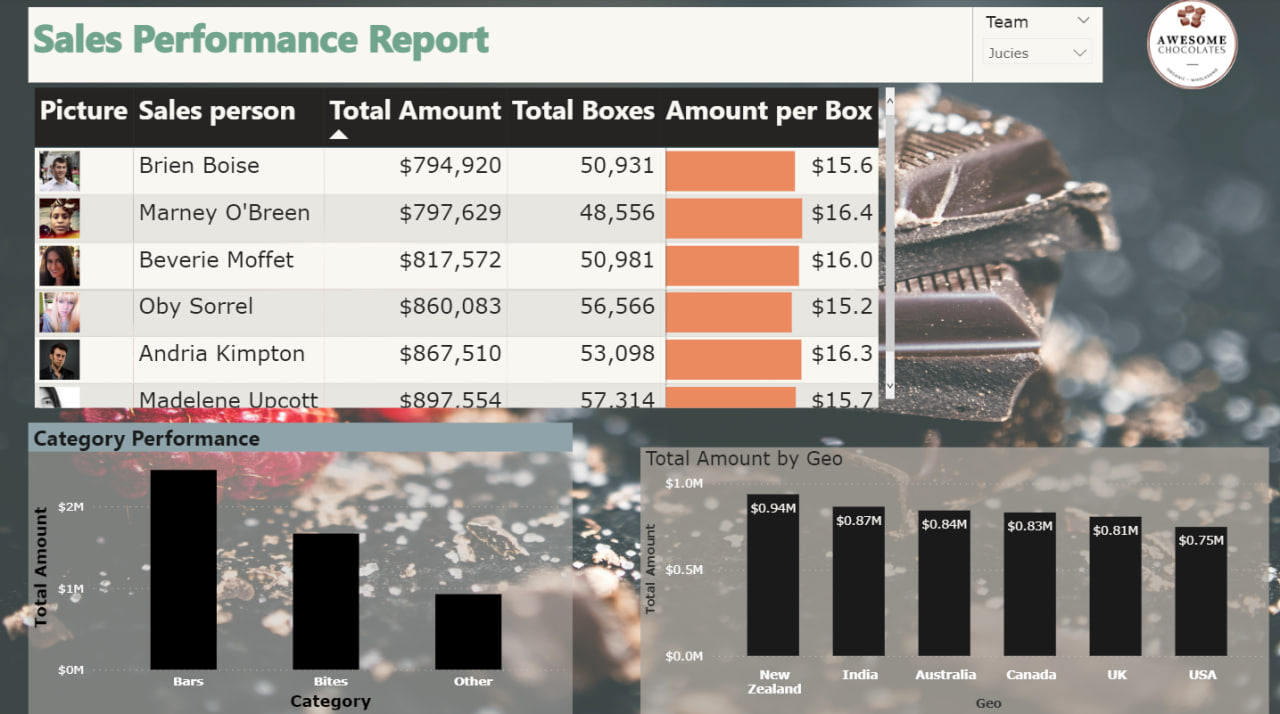 Sales Performance Report
Team
Jucies
AWESOME
CHOCOLATES
ORGANIC - WHOLESOME
Picture Sales person Total Amount Total Boxes Amount per Box
Brien Boise $794,920 50,931 $15.6
Marney O'Breen $797,629 48,556 $16.4
Beverie Moffet $817,572 50,981 $16.0
Oby Sorrel $860,083 56,566 $15.2
Andria Kimpton $867,510 53,098 $16.3
Madelene Upcott $897,554 57,314 $15.7
Category Performance
Total Amount
$2M
$1M
$0M
Bars Bites Other
Category
Total Amount by Geo
Total Amount
$1.0M
$0.5M
$0.0M
$0.94M $0.87M $0.84M $0.83M $0.81M $0.75M
New Zealand India Australia Canada UK USA
Geo